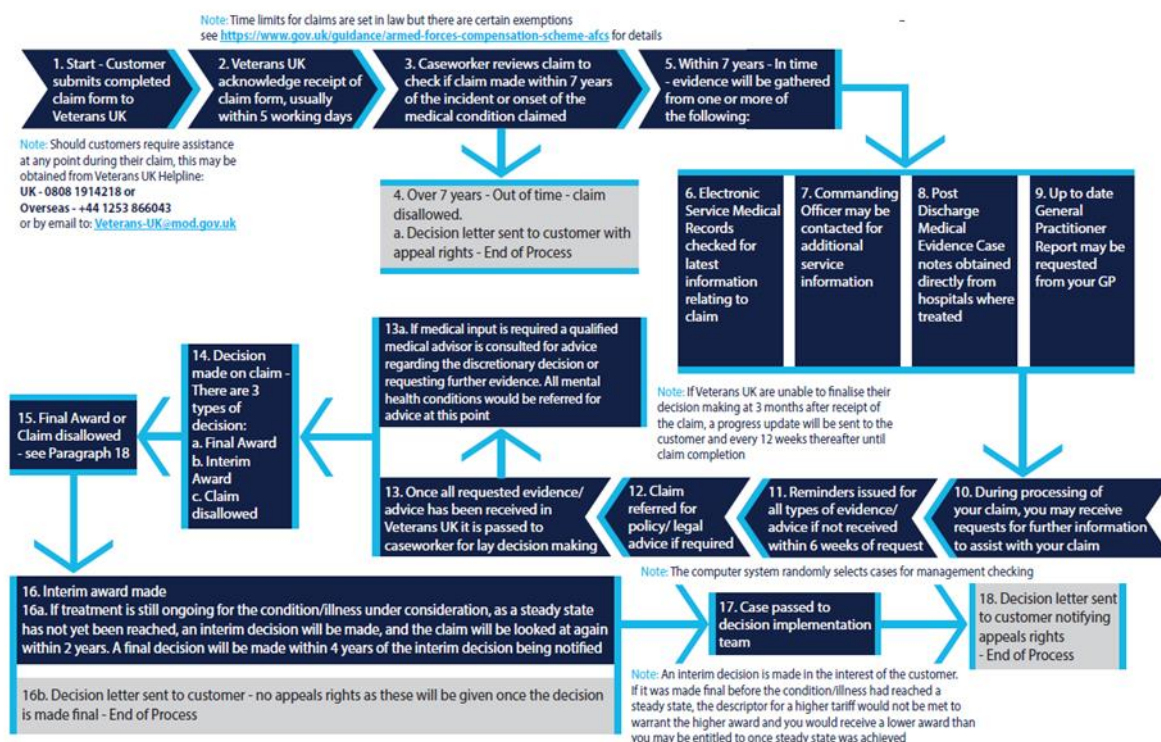 Note: Time limits for claims are set in law but there are certain exemptions
see https://www.gov.uk/guidance/armed-forces-compensation-scheme-afcs for details
1. Start - Customer
submits completed
claim form to
Veterans UK
2. Veterans UK
acknowledge receipt of
claim form, usually
within 5 working days
3. Caseworker reviews claim to
check if claim made within 7 years
of the incident or onset of the
medical condition claimed
5. Within 7 years - In time
- evidence will be gathered
from one or more of
the following:
Note: Should customers require assistance
at any point during their claim, this may be
obtained from Veterans UK Helpline:
UK - 0808 1914218 or
Overseas - +44 1253 866043
or by email to: Veterans-UK@mod.gov.uk
4. Over 7 years - Out of time - claim
disallowed.
a. Decision letter sent to customer with
appeal rights - End of Process
6. Electronic
Service Medical
Records
checked for
latest
information
relating to
claim
7. Commanding
Officer may be
contacted for
additional
service
information
8. Post
Discharge
Medical
Evidence Case
notes obtained
directly from
hospitals where
treated
9. Up to date
General
Practitioner
Report may be
requested
from your GP
Note: If Veterans UK are unable to finalise their
decision making at 3 months after receipt of
the claim, a progress update will be sent to the
customer and every 12 weeks thereafter until
claim completion
10. During processing of
your claim, you may receive
requests for further information
to assist with your claim
11. Reminders issued for
all types of evidence/
advice if not received
within 6 weeks of request
12. Claim
referred for
policy/ legal
advice if required
13. Once all requested evidence/
advice has been received in
Veterans UK it is passed to
caseworker for lay decision making
13a. If medical input is required a qualified
medical advisor is consulted for advice
regarding the discretionary decision or
requesting further evidence. All mental
health conditions would be referred for
advice at this point
14. Decision
made on claim -
There are 3
types of
decision:
a. Final Award
b. Interim
Award
c. Claim
disallowed
15. Final Award or
Claim disallowed
- see Paragraph 18
16. Interim award made
16a. If treatment is still ongoing for the condition/illness under consideration, as a steady state
has not yet been reached, an interim decision will be made, and the claim will be looked at again
within 2 years. A final decision will be made within 4 years of the interim decision being notified
16b. Decision letter sent to customer - no appeals rights as these will be given once the decision
is made final - End of Process
Note: The computer system randomly selects cases for management checking
17. Case passed to
decision implementation
team
18. Decision letter sent
to customer notifying
appeals rights
- End of Process
Note: An interim decision is made in the interest of the customer.
If it was made final before the condition/illness had reached a
steady state, the descriptor for a higher tariff would not be met to
warrant the higher award and you would receive a lower award than
you may be entitled to once steady state was achieved